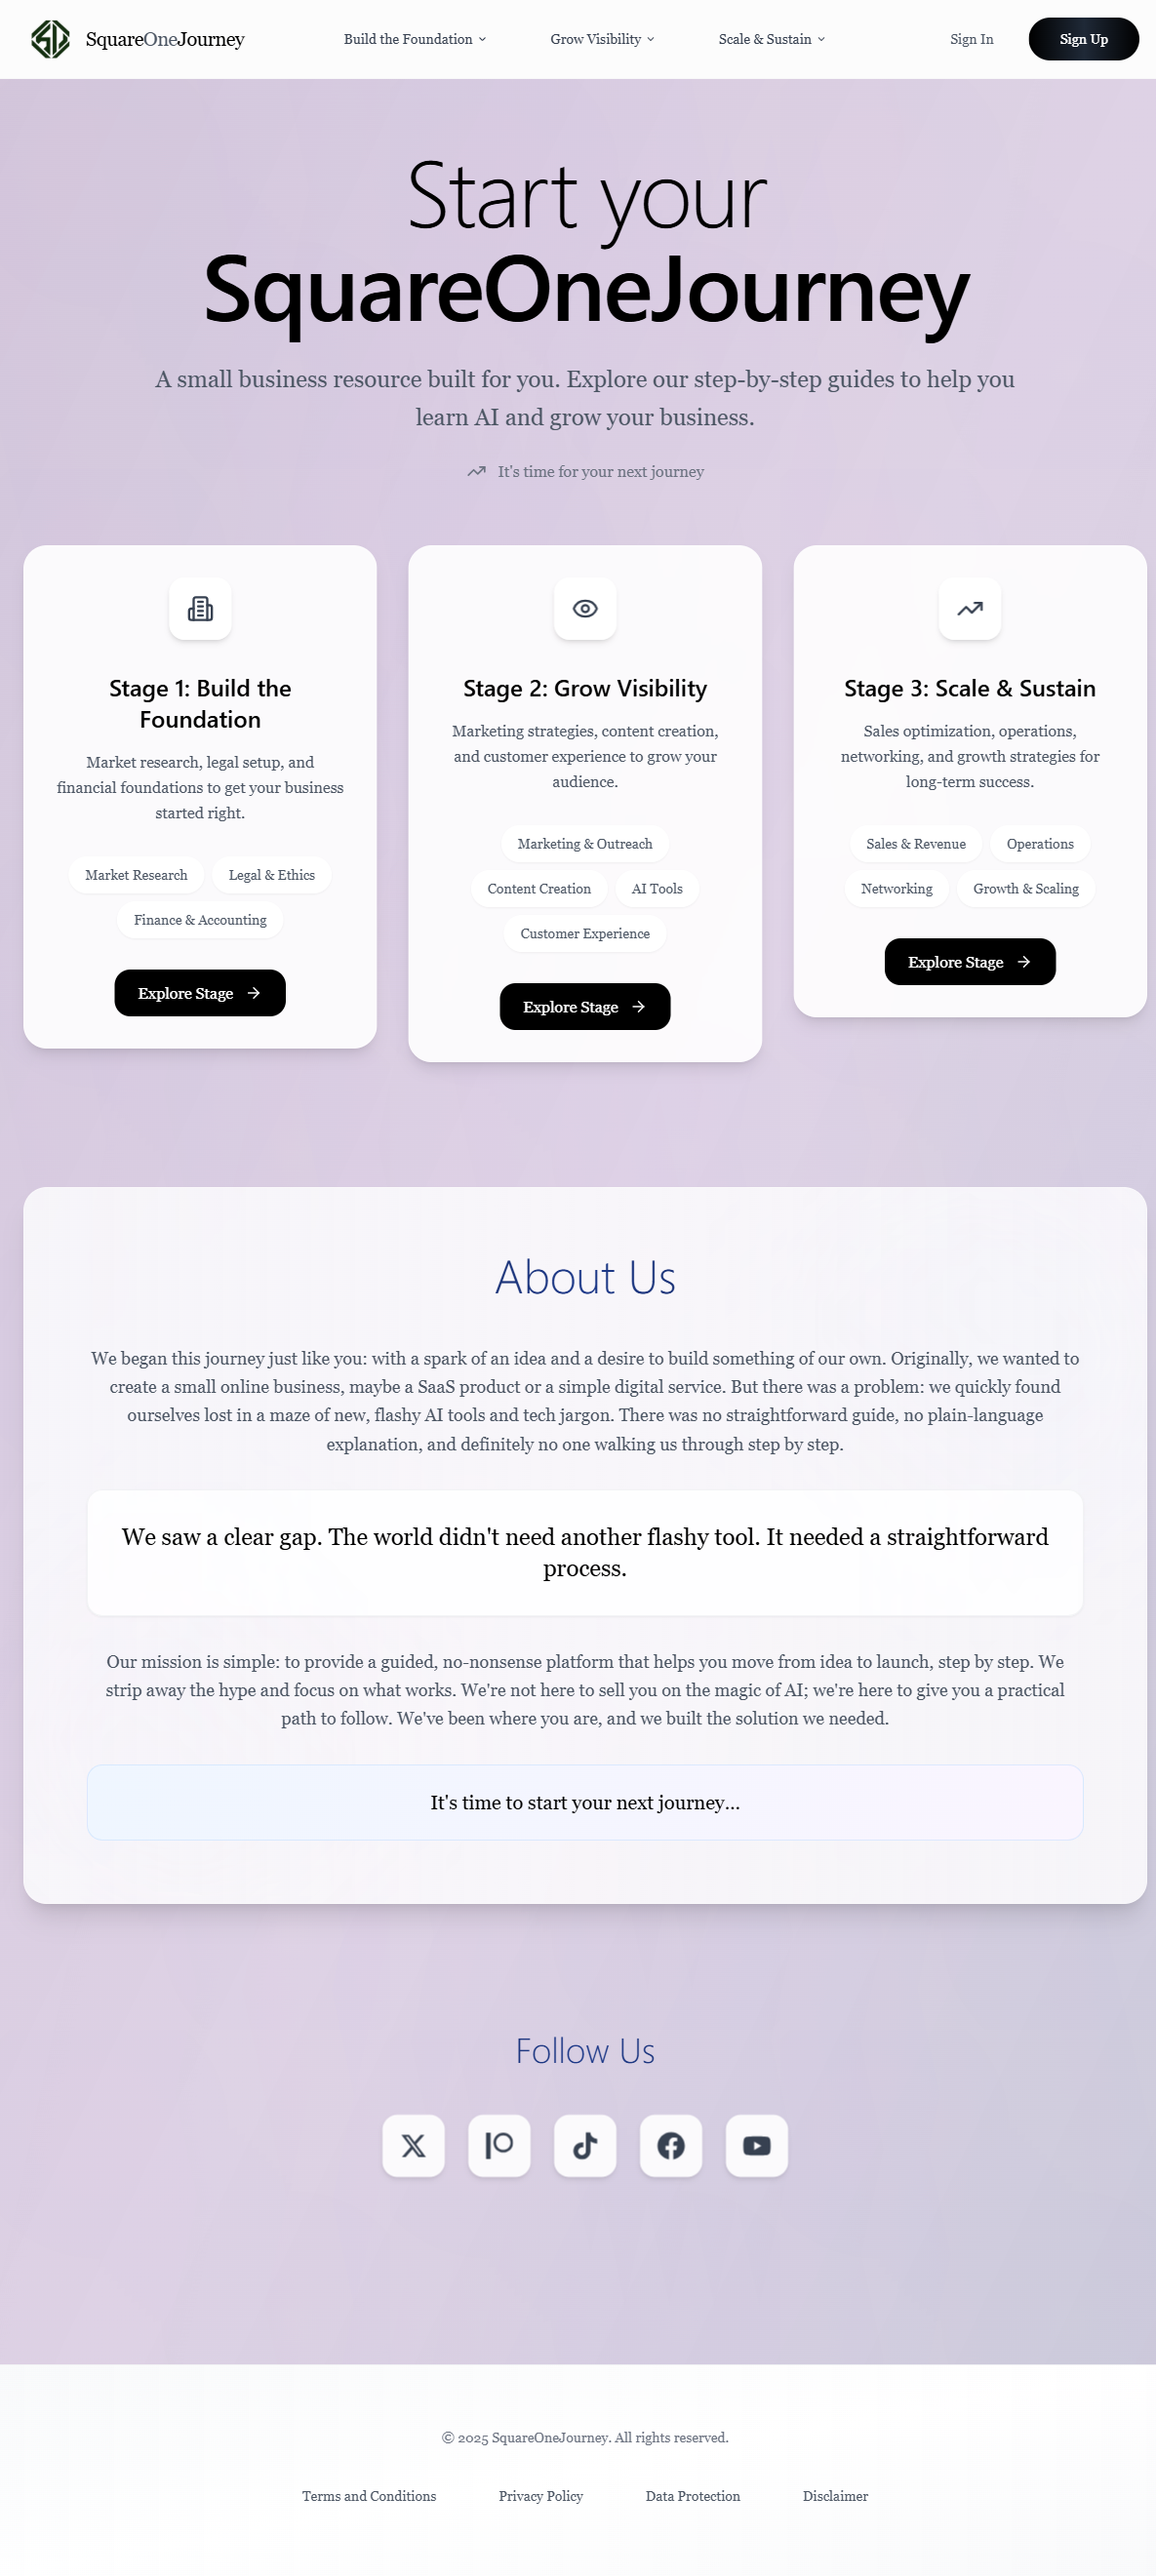 SquareOneJourney
Build the Foundation
Grow Visibility
Scale & Sustain
Sign In
Sign Up
Start your
SquareOneJourney
A small business resource built for you. Explore our step-by-step guides to help you
learn AI and grow your business.
It's time for your next journey
Stage 1: Build the
Foundation
Market research, legal setup, and
financial foundations to get your business
started right.
Market Research
Legal & Ethics
Finance & Accounting
Explore Stage
Stage 2: Grow Visibility
Marketing strategies, content creation,
and customer experience to grow your
audience.
Marketing & Outreach
Content Creation
AI Tools
Customer Experience
Explore Stage
Stage 3: Scale & Sustain
Sales optimization, operations,
networking, and growth strategies for
long-term success.
Sales & Revenue
Operations
Networking
Growth & Scaling
Explore Stage
About Us
We began this journey just like you: with a spark of an idea and a desire to build something of our own. Originally, we wanted to
create a small online business, maybe a SaaS product or a simple digital service. But there was a problem: we quickly found
ourselves lost in a maze of new, flashy AI tools and tech jargon. There was no straightforward guide, no plain-language
explanation, and definitely no one walking us through step by step.
We saw a clear gap. The world didn't need another flashy tool. It needed a straightforward
process.
Our mission is simple: to provide a guided, no-nonsense platform that helps you move from idea to launch, step by step. We
strip away the hype and focus on what works. We're not here to sell you on the magic of AI; we're here to give you a practical
path to follow. We've been where you are, and we built the solution we needed.
It's time to start your next journey...
Follow Us
© 2025 SquareOneJourney. All rights reserved.
Terms and Conditions
Privacy Policy
Data Protection
Disclaimer